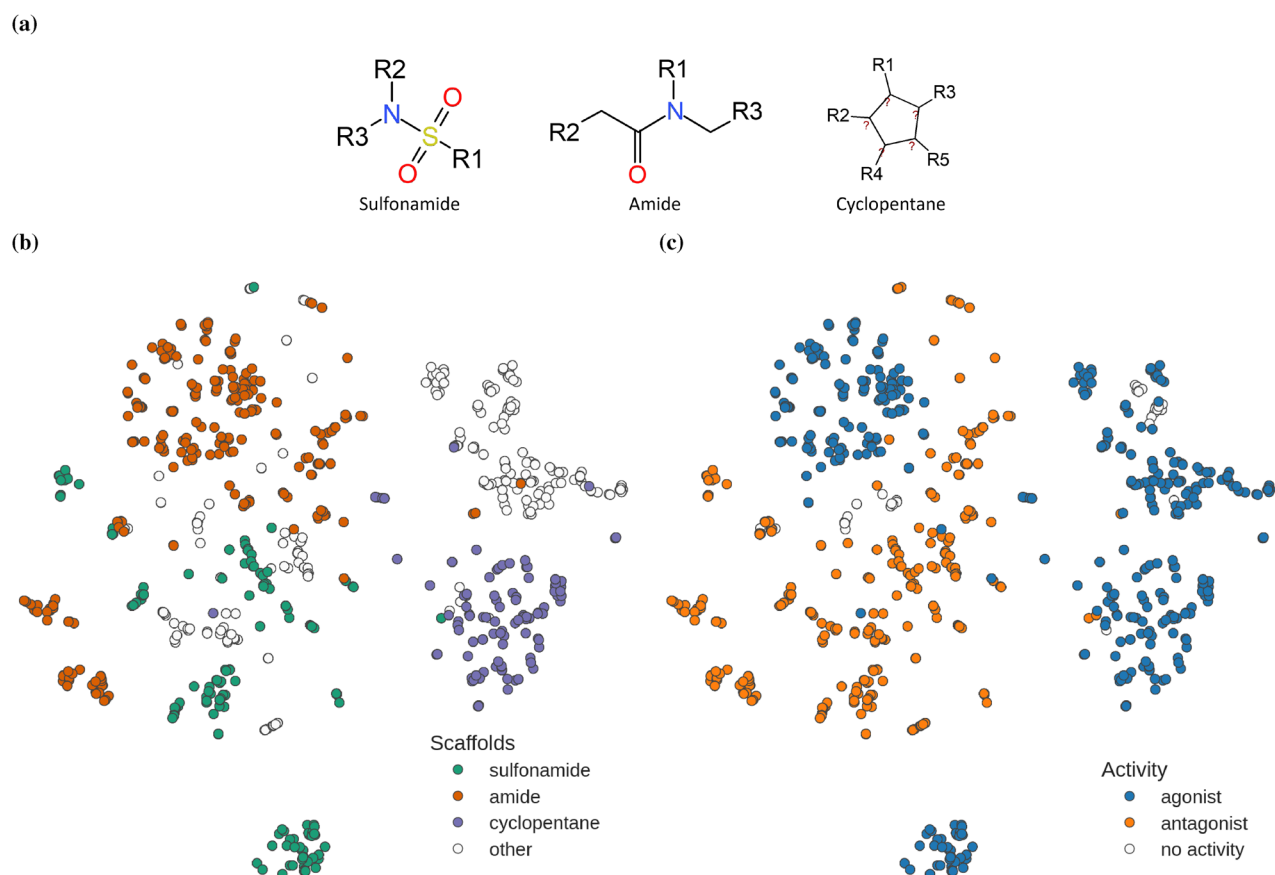 (a)
R2
N
O
R3
S
R1
O
Sulfonamide
R1
N
R3
R2
O
Amide
R1
R3
R2
?
?
?
?
?
R5
R4
Cyclopentane
(b)
(c)
Scaffolds
sulfonamide
amide
cyclopentane
other
Activity
agonist
antagonist
no activity